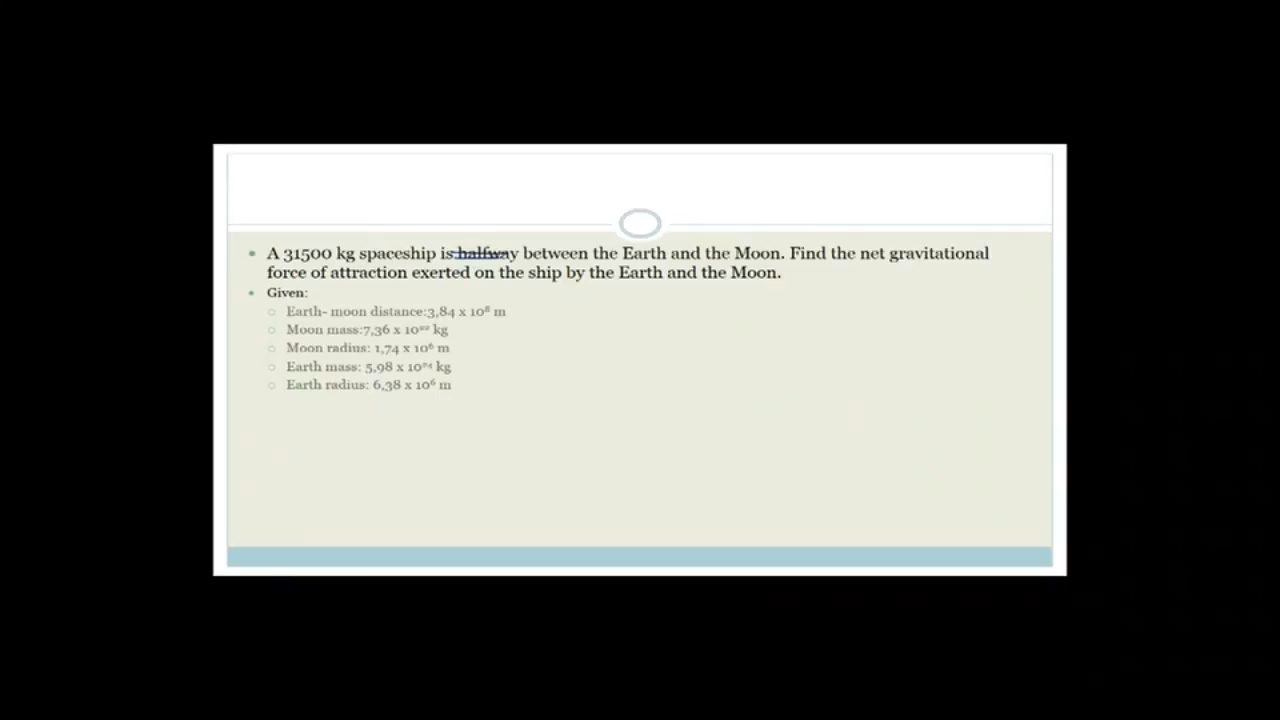 A 31500 kg spaceship is halfway between the Earth and the Moon. Find the net gravitational
force of attraction exerted on the ship by the Earth and the Moon.
Given:
Earth- moon distance:3,84 x 10⁸ m
Moon mass:7,36 x 10²² kg
Moon radius: 1,74 x 10⁶ m
Earth mass: 5,98 x 10²⁴ kg
Earth radius: 6,38 x 10⁶ m